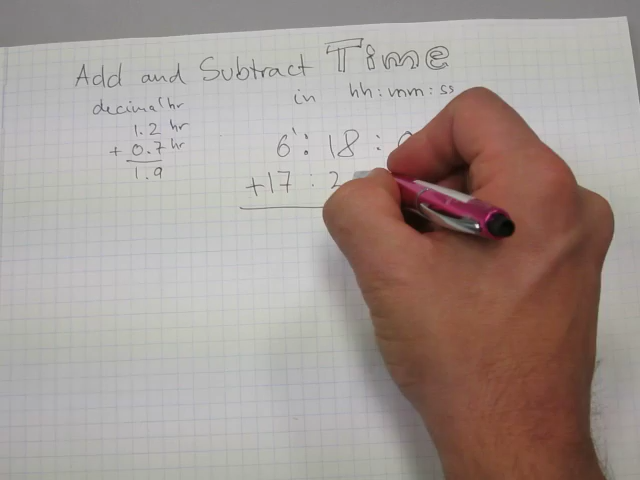 Add and Subtract Time
in hh:mm:ss
decimal hr
1.2 hr
+ 0.7 hr
1.9
6': 18 :
+17 : 2